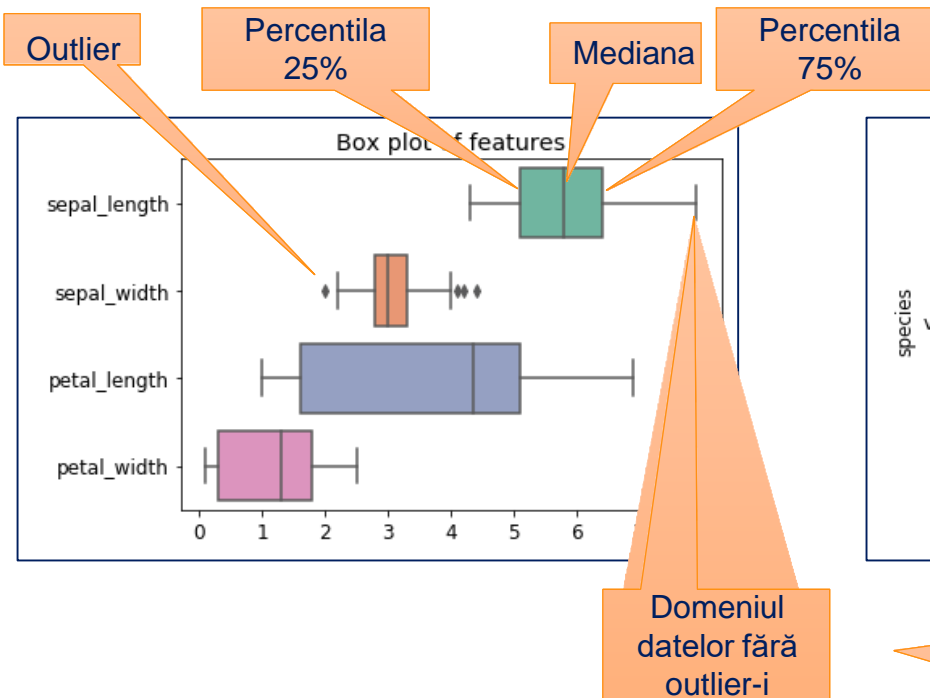 Outlier
Percentila
25%
Mediana
Percentila
75%
Box plot of features
sepal_length
sepal_width
petal_length
petal_width
0 1 2 3 4 5 6
species
Domeniul
datelor fără
outlier-i